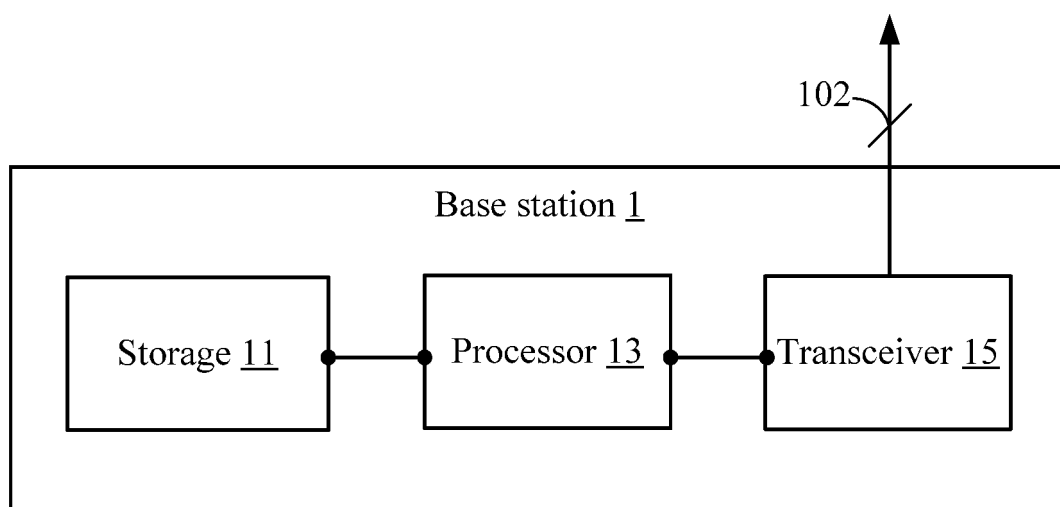 102
Base station 1
Storage 11
Processor 13
Transceiver 15